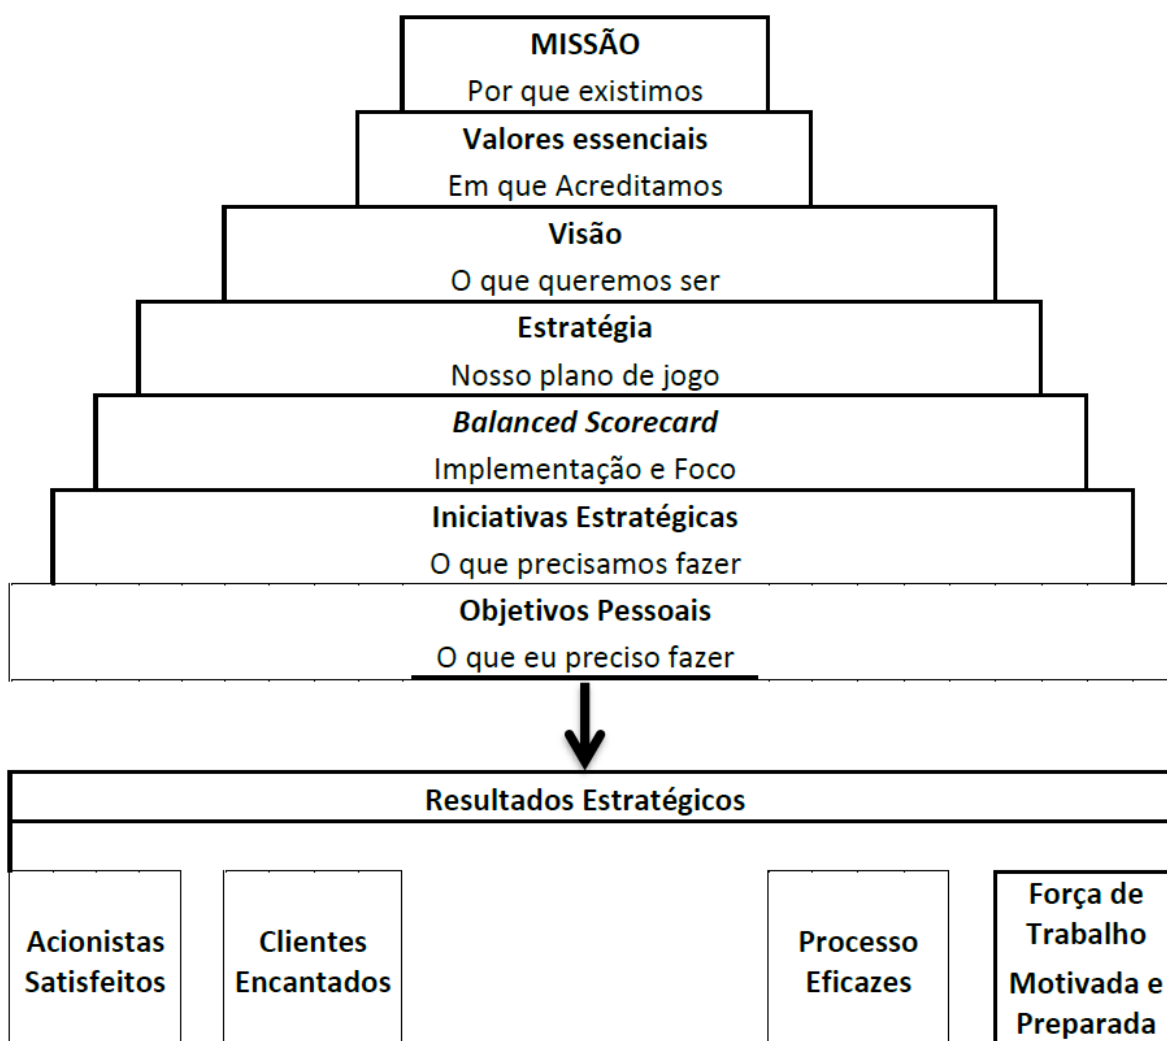 MISSÃO
Por que existimos
Valores essenciais
Em que Acreditamos
Visão
O que queremos ser
Estratégia
Nosso plano de jogo
Balanced Scorecard
Implementação e Foco
Iniciativas Estratégicas
O que precisamos fazer
Objetivos Pessoais
O que eu preciso fazer
Resultados Estratégicos
Acionistas
Satisfeitos
Clientes
Encantados
Processo
Eficazes
Força de
Trabalho
Motivada e
Preparada